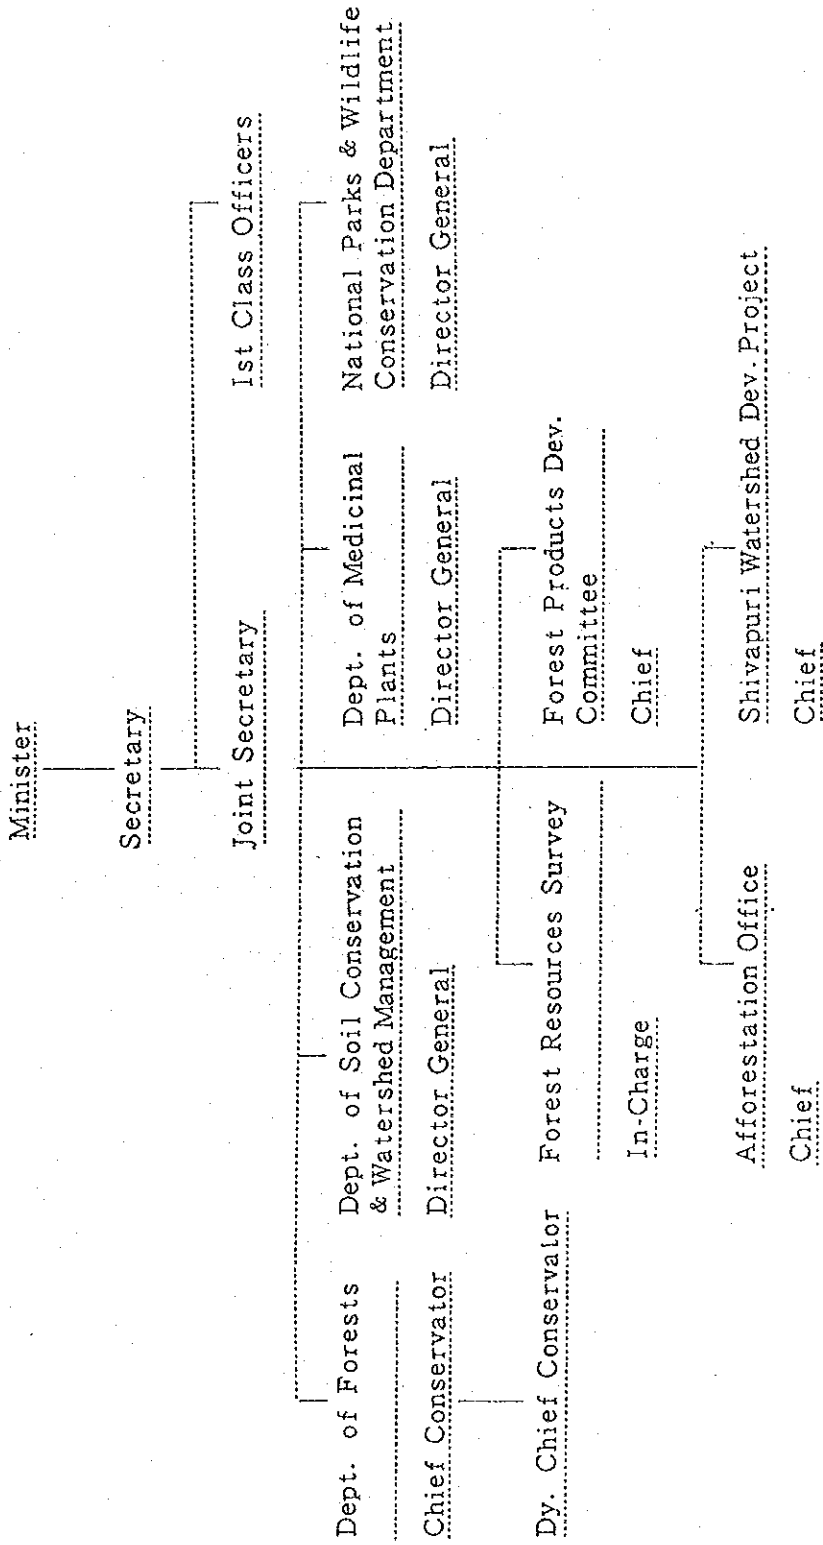 Minister
Secretary
Joint Secretary
Ist Class Officers
Dept. of Forests
Chief Conservator
Dy. Chief Conservator
Dept. of Soil Conservation
& Watershed Management
Director General
Dept. of Medicinal
Plants
Director General
National Parks & Wildlife
Conservation Department
Director General
Forest Resources Survey
In-Charge
Forest Products Dev.
Committee
Chief
Afforestation Office
Chief
Shivapuri Watershed Dev. Project
Chief